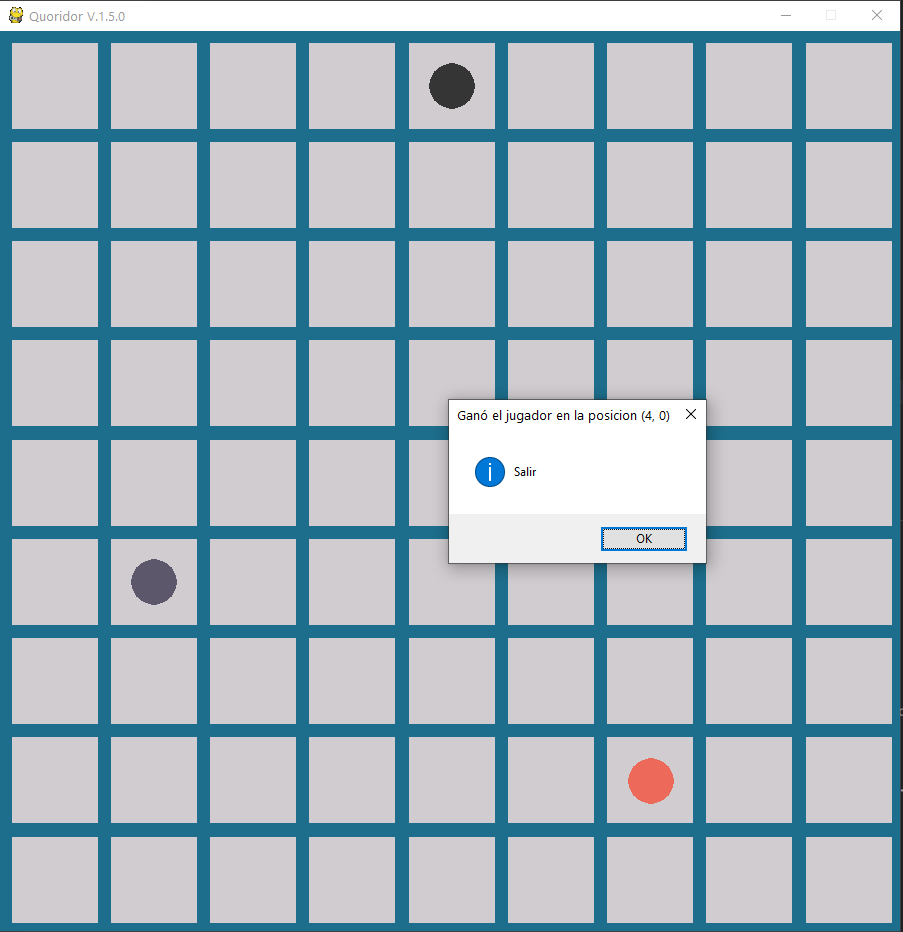 Quoridor V.1.5.0
Ganó el jugador en la posicion (4, 0)
Salir
OK